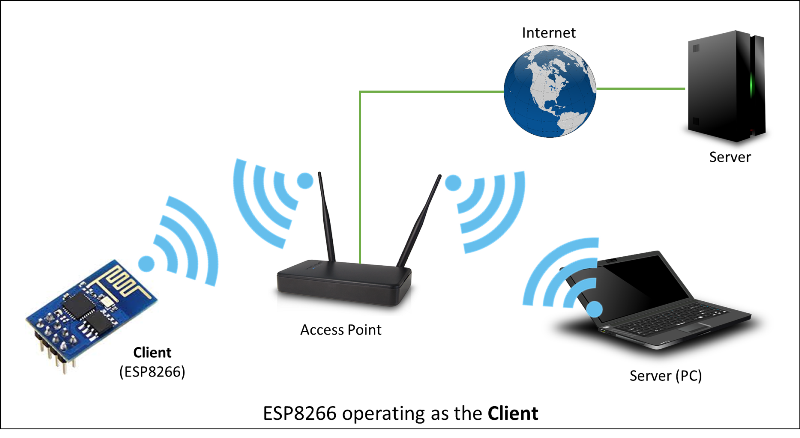 Internet
Server
Access Point
Client
(ESP8266)
Server (PC)
ESP8266 operating as the Client